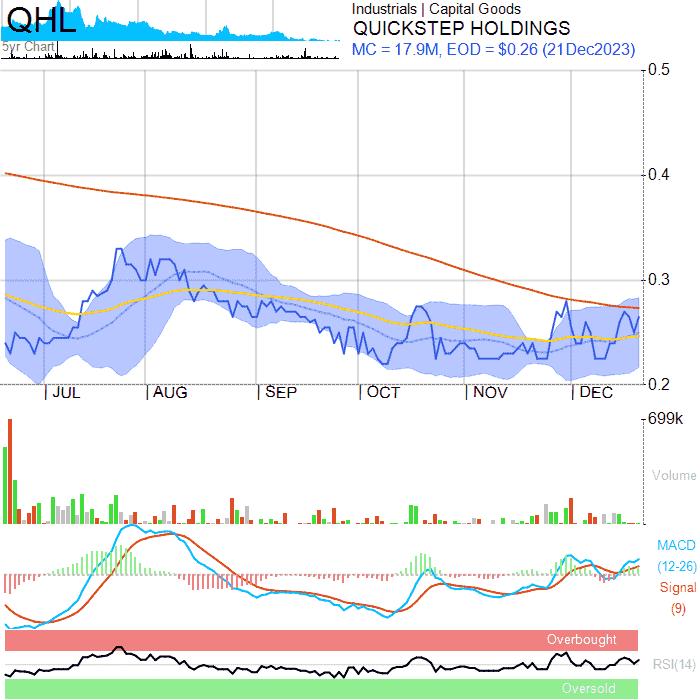 QHL
5yr Chart
Industrials | Capital Goods
QUICKSTEP HOLDINGS
MC = 17.9M, EOD = $0.26 (21Dec2023)
0.5
0.4
0.3
0.2
JUL
AUG
SEP
OCT
NOV
DEC
699k
Volume
MACD
(12-26)
Signal
(9)
Overbought
RSI(14)
Oversold